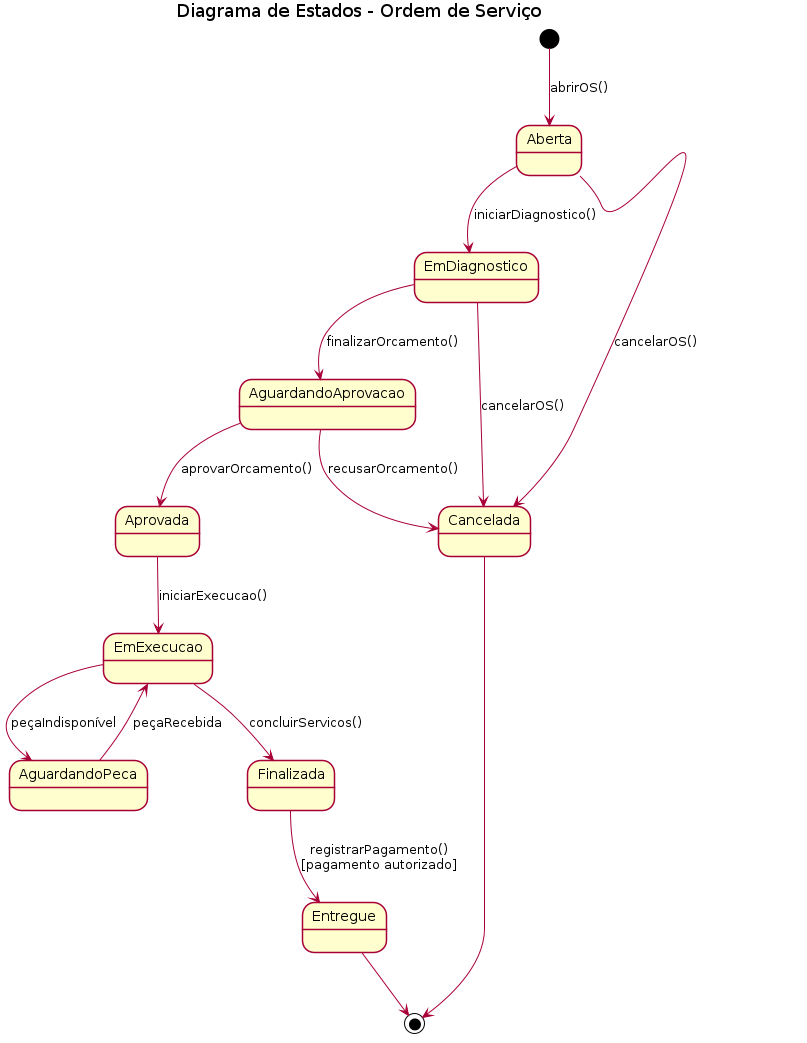 Diagrama de Estados - Ordem de Serviço
abrirOS()
Aberta
iniciarDiagnostico()
EmDiagnostico
finalizarOrcamento()
cancelarOS()
AguardandoAprovacao
cancelarOS()
aprovarOrcamento()
recusarOrcamento()
Aprovada
Cancelada
iniciarExecucao()
EmExecucao
peçaIndisponível
peçaRecebida
concluirServicos()
AguardandoPeca
Finalizada
registrarPagamento()
[pagamento autorizado]
Entregue